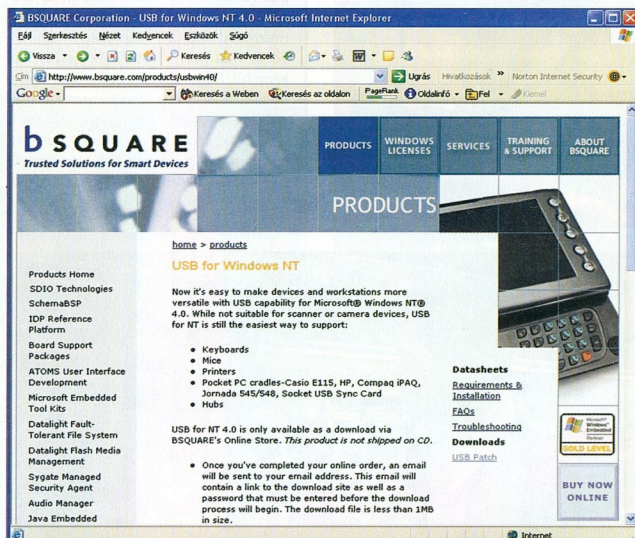 BSQUARE Corporation - USB for Windows NT 4.0 - Microsoft Internet Explorer
Fájl Szerkesztés Nézet Kedvencek Eszközök Súgó
Vissza Keresés Kedvencek
Cím http://www.bsquare.com/products/usbwin40/ Ugrás Hivatkozások » Norton Internet Security
Google Keresés a Weben Keresés az oldalon PageRank Oldalinfó Fel Kiemel
b SQUARE
Trusted Solutions for Smart Devices
PRODUCTS
WINDOWS LICENSES
SERVICES
TRAINING & SUPPORT
ABOUT BSQUARE
PRODUCTS
home > products
USB for Windows NT
Now it's easy to make devices and workstations more
versatile with USB capability for Microsoft® Windows NT®
4.0. While not suitable for scanner or camera devices, USB
for NT is still the easiest way to support:
• Keyboards
• Mice
• Printers
• Pocket PC cradles-Casio E115, HP, Compaq iPAQ,
Jornada 545/548, Socket USB Sync Card
• Hubs
USB for NT 4.0 is only available as a download via
BSQUARE's Online Store. This product is not shipped on CD.
• Once you've completed your online order, an email
will be sent to your email address. This email will
contain a link to the download site as well as a
password that must be entered before the download
process will begin. The download file is less than 1MB
in size.
Products Home
SDIO Technologies
SchemaBSP
IDP Reference
Platform
Board Support
Packages
ATOMS User Interface
Development
Microsoft Embedded
Tool Kits
Datalight Fault-
Tolerant File System
Datalight Flash Media
Management
Sygate Managed
Security Agent
Audio Manager
Java Embedded
Datasheets
Requirements &
Installation
FAQs
Troubleshooting
Downloads
USB Patch
Microsoft
Windows
Embedded
Partner
GOLD LEVEL
BUY NOW
ONLINE
Internet